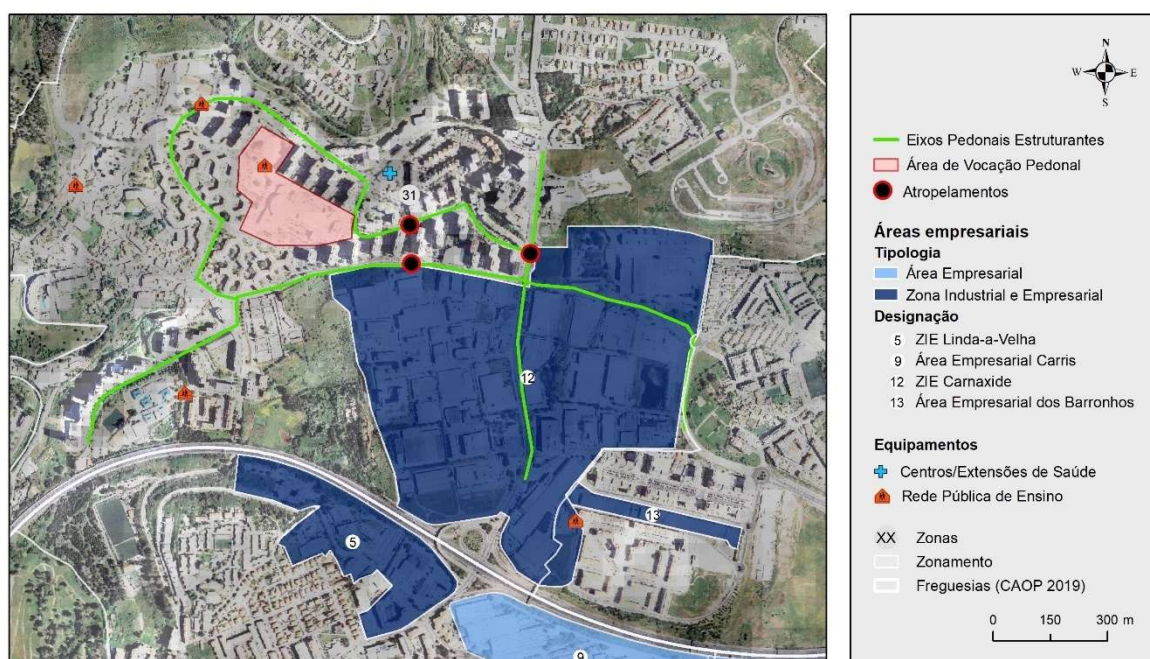 31
12
13
5
9
N
W E
S
Eixos Pedonais Estruturantes
Área de Vocação Pedonal
Atropelamentos
Áreas empresariais
Tipologia
Área Empresarial
Zona Industrial e Empresarial
Designação
5 ZIE Linda-a-Velha
9 Área Empresarial Carris
12 ZIE Carnaxide
13 Área Empresarial dos Barronhos
Equipamentos
Centros/Extensões de Saúde
Rede Pública de Ensino
XX Zonas
Zonamento
Freguesias (CAOP 2019)
0 150 300 m